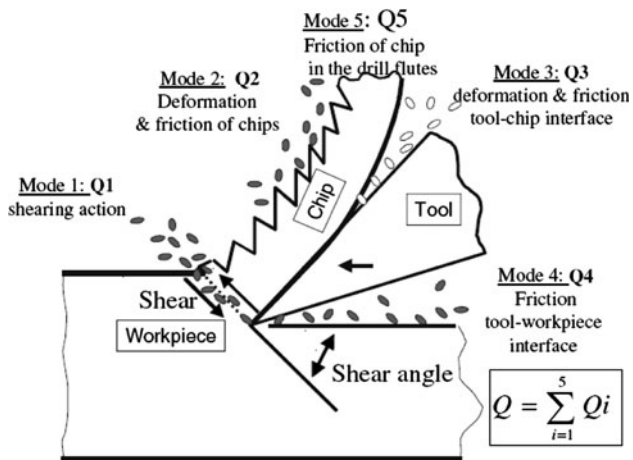 Mode 5: Q5
Friction of chip
in the drill flutes
Mode 2: Q2
Deformation
& friction of chips
Mode 3: Q3
deformation & friction
tool-chip interface
Mode 1: Q1
shearing action
Chip
Tool
Shear
Workpiece
Mode 4: Q4
Friction
tool-workpiece
interface
Shear angle
Q = \sum_{i=1}^{5} Qi